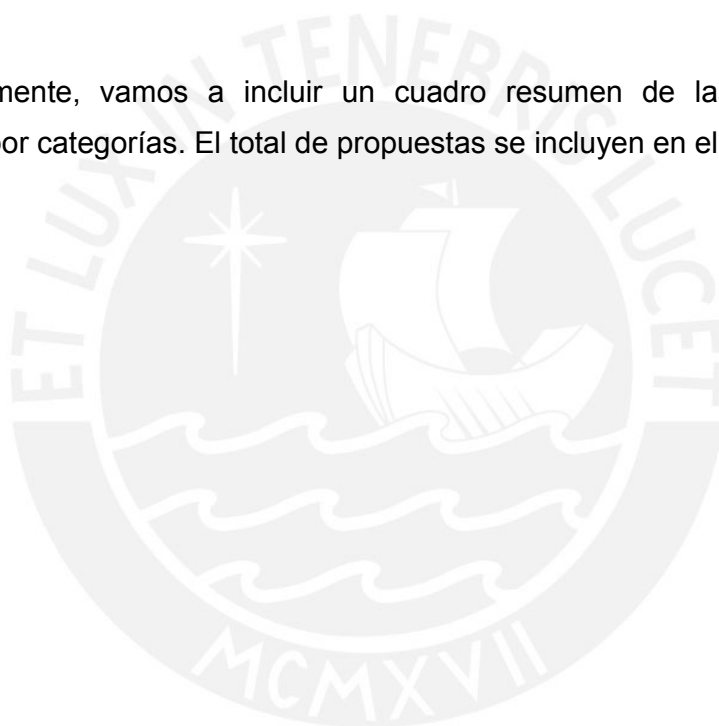 mente, vamos a incluir un cuadro resumen de la
por categorías. El total de propuestas se incluyen en el
ET LUX IN TENEBRIS LUCET
MCMXVII